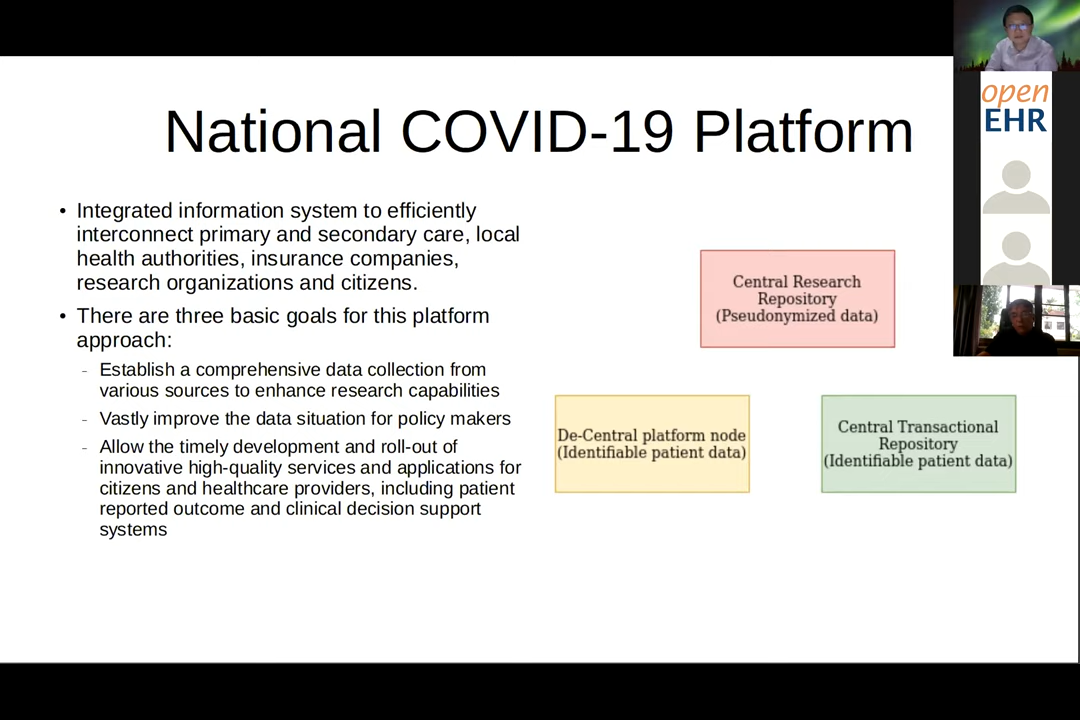 National COVID-19 Platform
• Integrated information system to efficiently
interconnect primary and secondary care, local
health authorities, insurance companies,
research organizations and citizens.
• There are three basic goals for this platform
approach:
- Establish a comprehensive data collection from
various sources to enhance research capabilities
- Vastly improve the data situation for policy makers
- Allow the timely development and roll-out of
innovative high-quality services and applications for
citizens and healthcare providers, including patient
reported outcome and clinical decision support
systems
Central Research
Repository
(Pseudonymized data)
De-Central platform node
(Identifiable patient data)
Central Transactional
Repository
(Identifiable patient data)
open
EHR